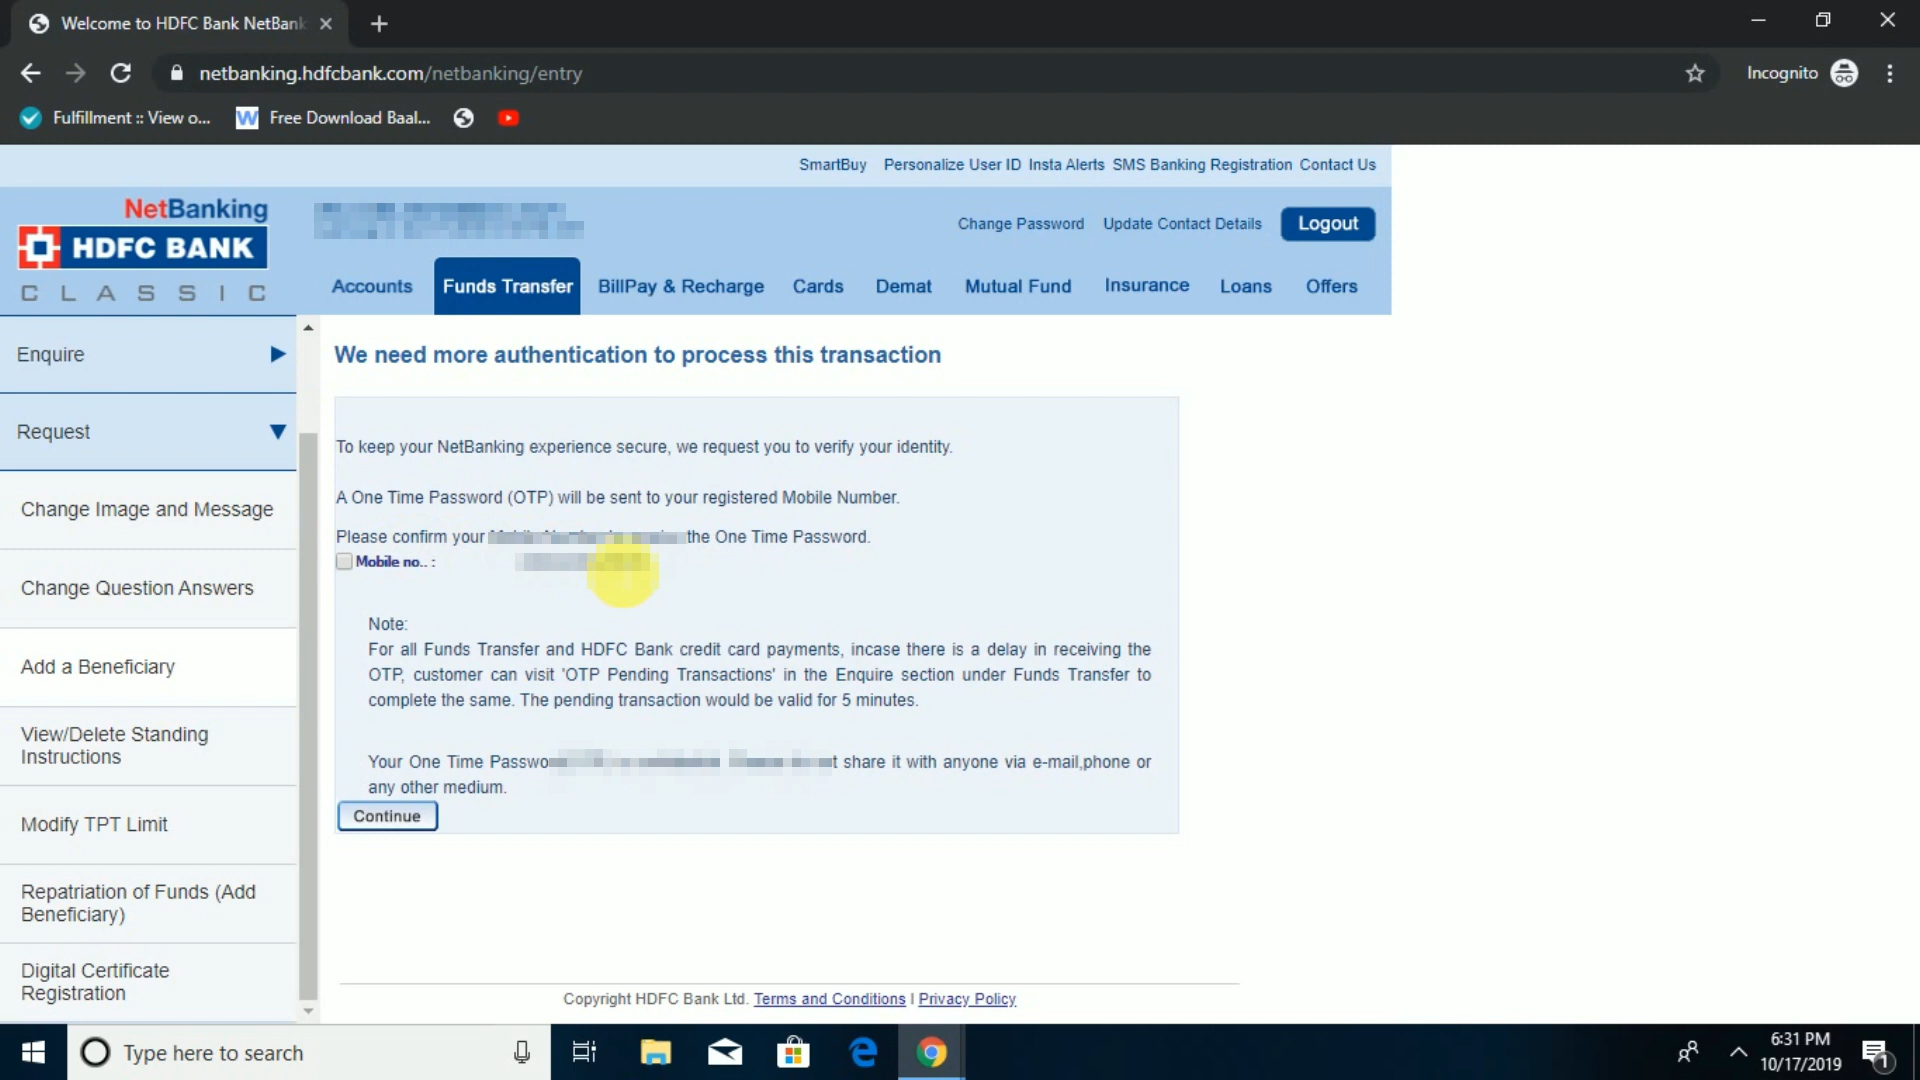 Welcome to HDFC Bank NetBank
netbanking.hdfcbank.com/netbanking/entry
Incognito
Fulfillment :: View o...
Free Download Baal...
SmartBuy Personalize User ID Insta Alerts SMS Banking Registration Contact Us
NetBanking
HDFC BANK
CLASSIC
Change Password Update Contact Details Logout
Accounts Funds Transfer BillPay & Recharge Cards Demat Mutual Fund Insurance Loans Offers
Enquire
Request
Change Image and Message
Change Question Answers
Add a Beneficiary
View/Delete Standing
Instructions
Modify TPT Limit
Repatriation of Funds (Add
Beneficiary)
Digital Certificate
Registration
We need more authentication to process this transaction
To keep your NetBanking experience secure, we request you to verify your identity.
A One Time Password (OTP) will be sent to your registered Mobile Number.
Please confirm your the One Time Password.
Mobile no.. :
Note:
For all Funds Transfer and HDFC Bank credit card payments, incase there is a delay in receiving the
OTP, customer can visit 'OTP Pending Transactions' in the Enquire section under Funds Transfer to
complete the same. The pending transaction would be valid for 5 minutes.
Your One Time share it with anyone via e-mail,phone or
any other medium.
Continue
Copyright HDFC Bank Ltd. Terms and Conditions | Privacy Policy
Type here to search
6:31 PM
10/17/2019
1